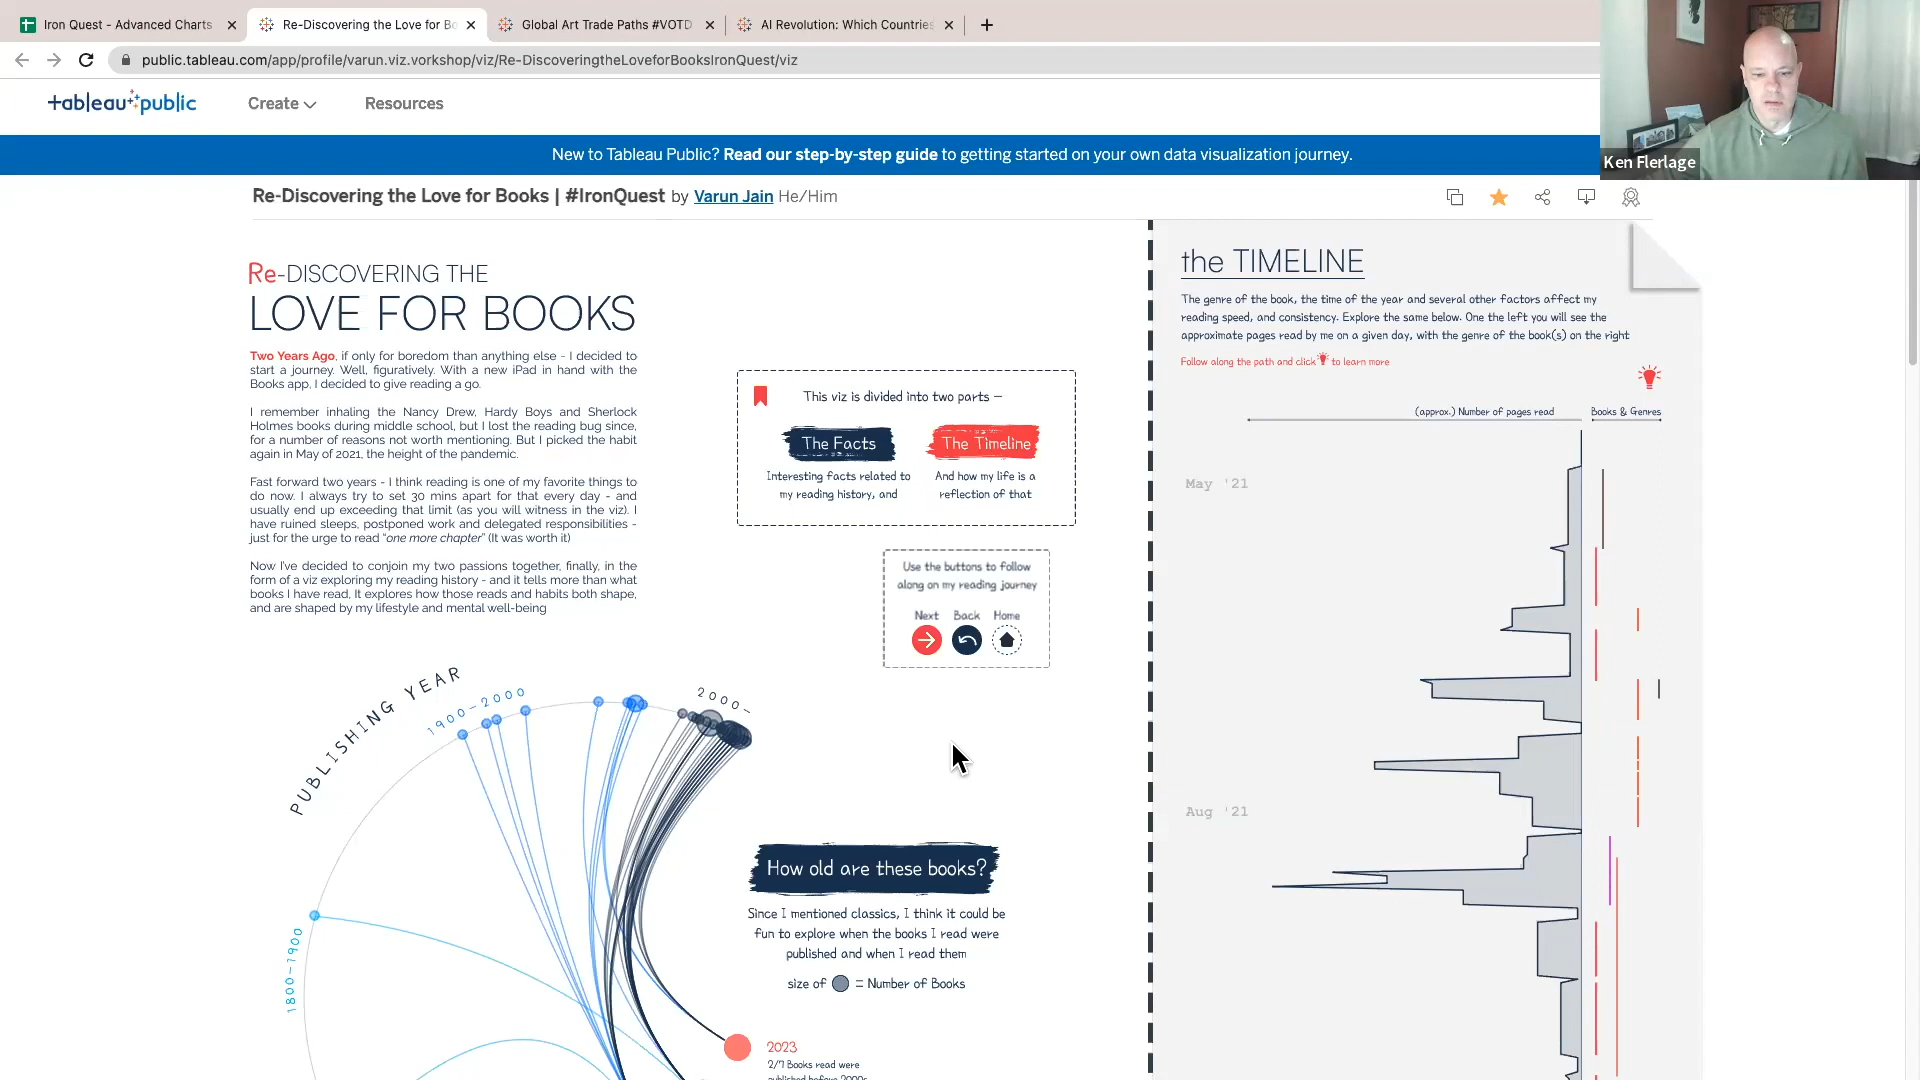 Iron Quest - Advanced Charts
Re-Discovering the Love for Bo
Global Art Trade Paths #VOTD
AI Revolution: Which Countries
public.tableau.com/app/profile/varun.viz.vorkshop/viz/Re-DiscoveringtheLoveforBooksIronQuest/viz
Ken Flerlage
tableau public
Create
Resources
New to Tableau Public? Read our step-by-step guide to getting started on your own data visualization journey.
Re-Discovering the Love for Books | #IronQuest by Varun Jain He/Him
Re-DISCOVERING THE
LOVE FOR BOOKS
Two Years Ago, if only for boredom than anything else - I decided to
start a journey. Well, figuratively. With a new iPad in hand with the
Books app, I decided to give reading a go.
I remember inhaling the Nancy Drew, Hardy Boys and Sherlock
Holmes books during middle school, but I lost the reading bug since,
for a number of reasons not worth mentioning. But I picked the habit
again in May of 2021, the height of the pandemic.
Fast forward two years - I think reading is one of my favorite things to
do now. I always try to set 30 mins apart for that every day - and
usually end up exceeding that limit (as you will witness in the viz). I
have ruined sleeps, postponed work and delegated responsibilities -
just for the urge to read "one more chapter" (It was worth it)
Now I've decided to conjoin my two passions together, finally, in the
form of a viz exploring my reading history - and it tells more than what
books I have read, It explores how those reads and habits both shape,
and are shaped by my lifestyle and mental well-being
This viz is divided into two parts –
The Facts
The Timeline
Interesting facts related to
my reading history, and
And how my life is a
reflection of that
Use the buttons to follow
along on my reading journey
Next Back Home
PUBLISHING YEAR
1900-2000
2000-
1800-1900
How old are these books?
Since I mentioned classics, I think it could be
fun to explore when the books I read were
published and when I read them
size of = Number of Books
2023
2/7 Books read were
published before 2000s
the TIMELINE
The genre of the book, the time of the year and several other factors affect my
reading speed, and consistency. Explore the same below. One the left you will see the
approximate pages read by me on a given day, with the genre of the book(s) on the right
Follow along the path and click to learn more
(approx.) Number of pages read
Books & Genres
May '21
Aug '21